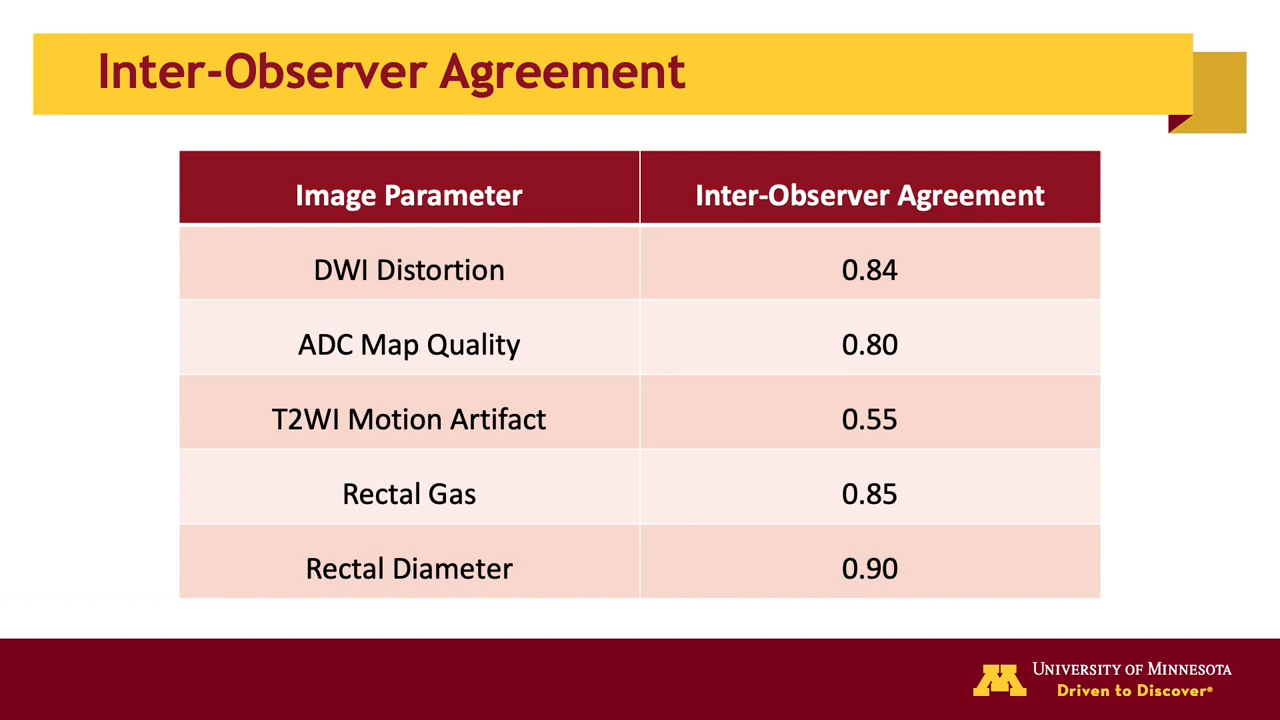 Inter-Observer Agreement
Image Parameter Inter-Observer Agreement
DWI Distortion 0.84
ADC Map Quality 0.80
T2WI Motion Artifact 0.55
Rectal Gas 0.85
Rectal Diameter 0.90
M UNIVERSITY OF MINNESOTA
Driven to Discover®